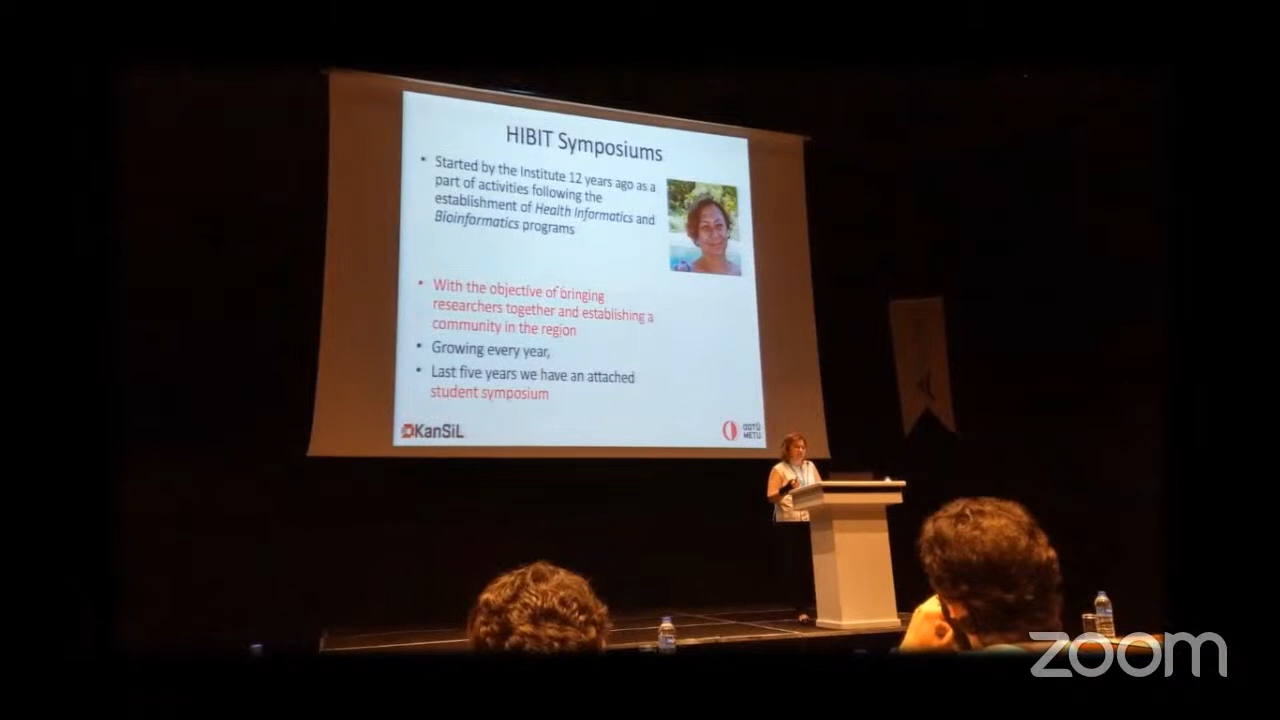 HIBIT Symposiums
• Started by the Institute 12 years ago as a
part of activities following the
establishment of Health Informatics and
Bioinformatics programs
• With the objective of bringing
researchers together and establishing a
community in the region
• Growing every year,
• Last five years we have an attached
student symposium
KanSiL
ODTÜ
METU
zoom